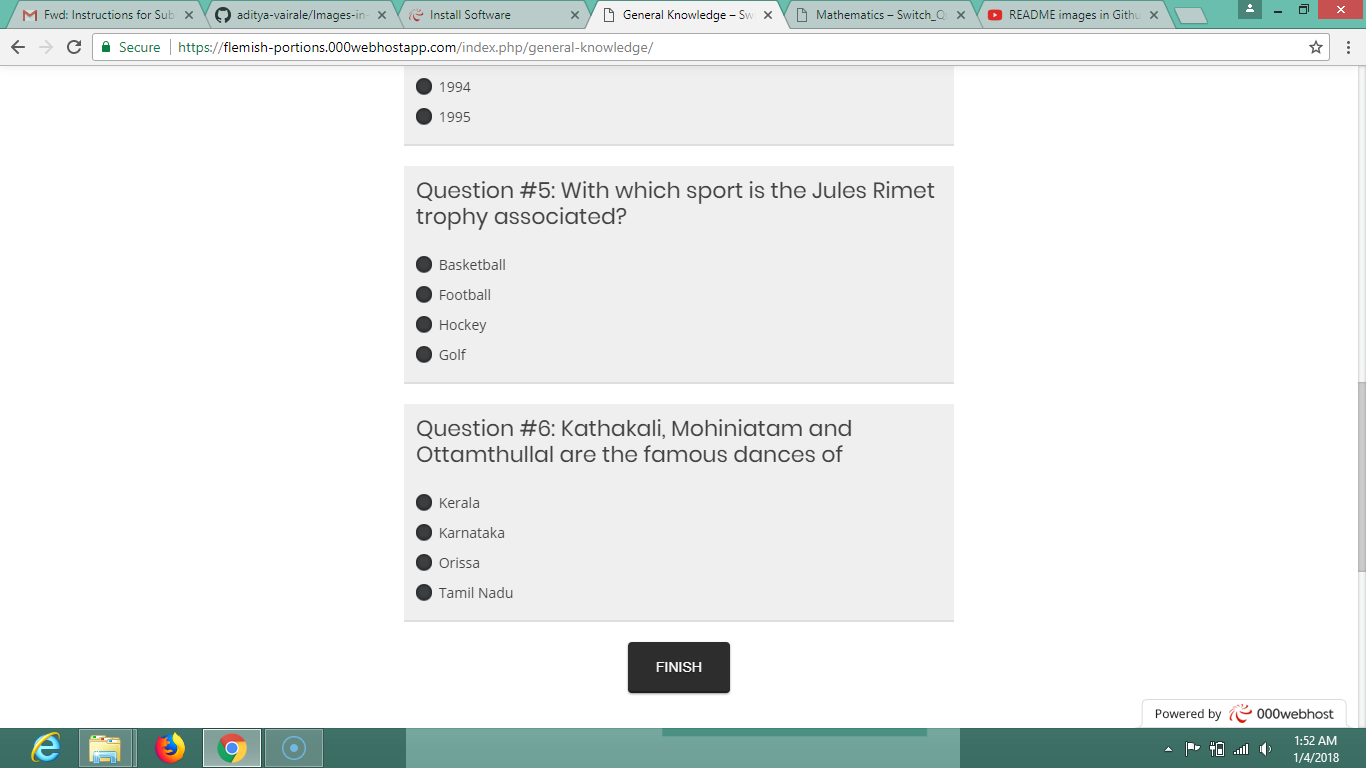 Fwd: Instructions for Sub
aditya-vairale/Images-in-
Install Software
General Knowledge – Sw
Mathematics – Switch_Q
README images in Githu
Secure
https://flemish-portions.000webhostapp.com/index.php/general-knowledge/
1994
1995
Question #5: With which sport is the Jules Rimet
trophy associated?
Basketball
Football
Hockey
Golf
Question #6: Kathakali, Mohiniatam and
Ottamthullal are the famous dances of
Kerala
Karnataka
Orissa
Tamil Nadu
FINISH
Powered by 000webhost
1:52 AM
1/4/2018